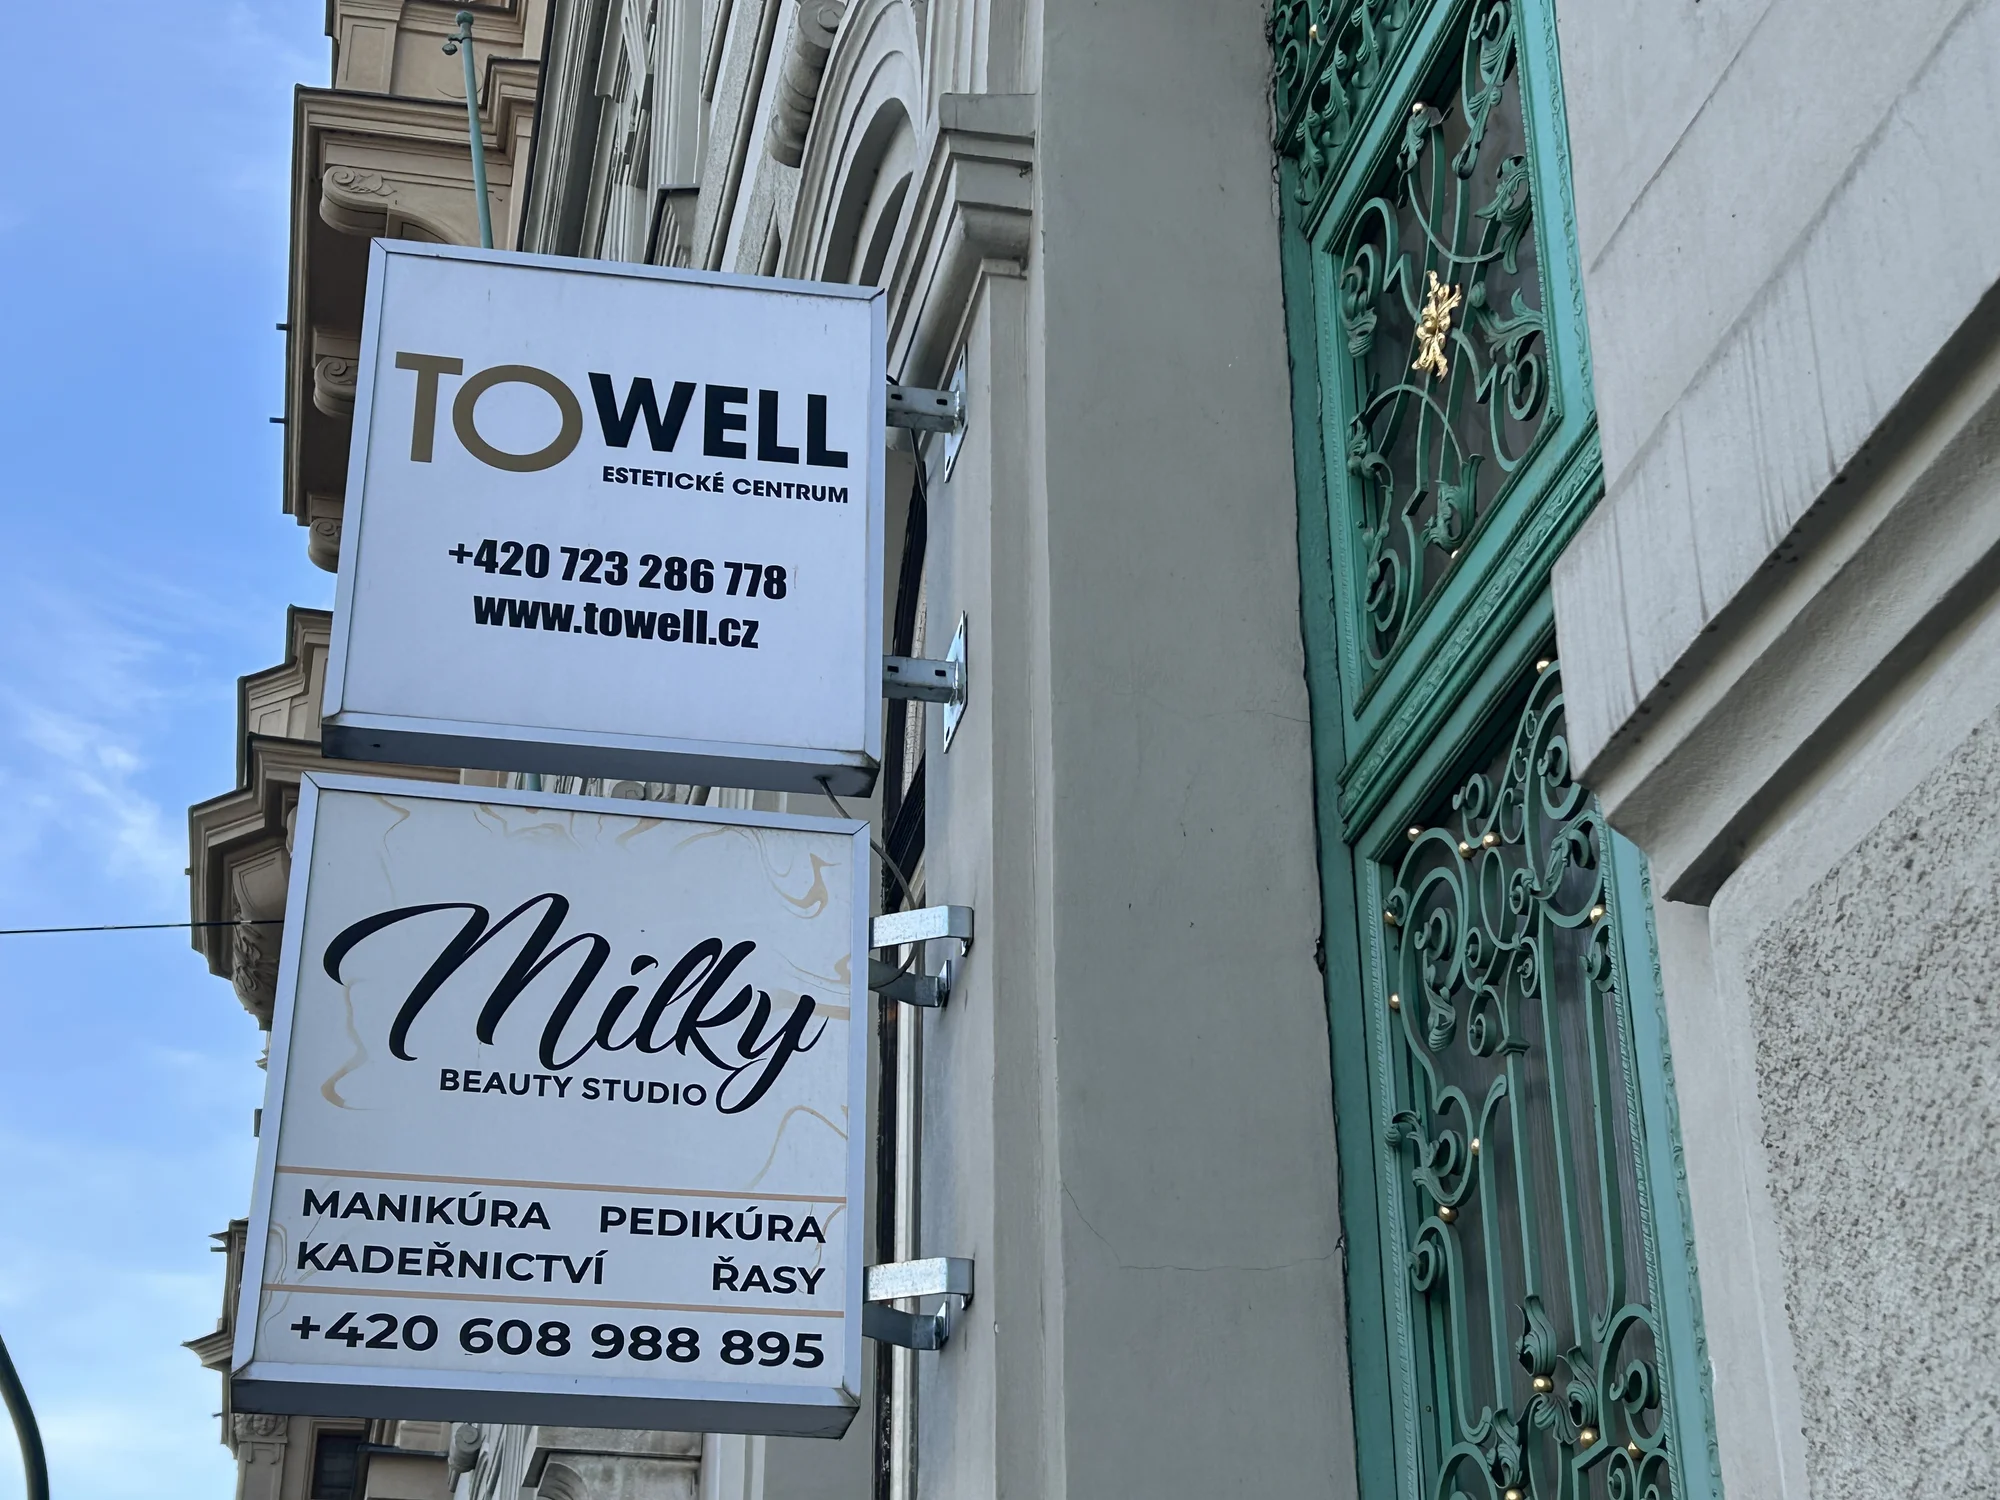 TOWELL
ESTETICKÉ CENTRUM
+420 723 286 778
www.towell.cz
Milky
BEAUTY STUDIO
MANIKÚRA PEDIKÚRA
KADEŘNICTVÍ ŘASY
+420 608 988 895